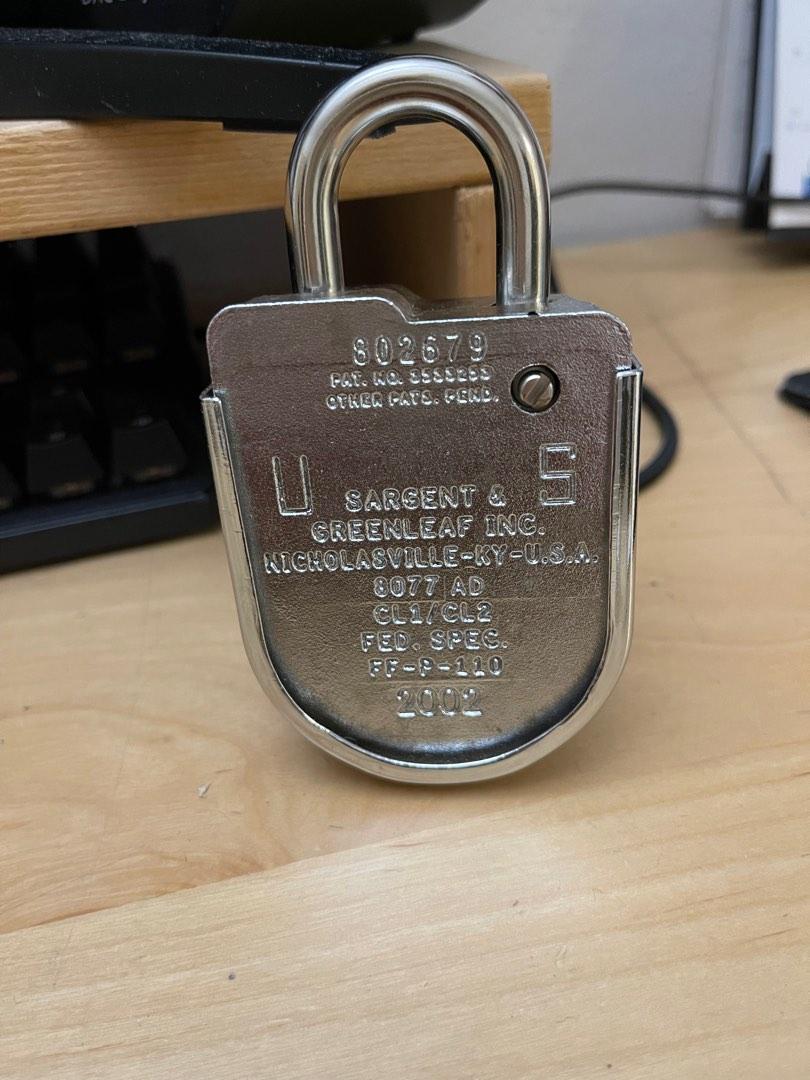 802679
PAT. NO. 3533253
OTHER PATS. PEND.
U S
SARGENT &
GREENLEAF INC.
NICHOLASVILLE-KY-U.S.A.
8077 AD
CL1/CL2
FED. SPEC.
FF-P-110
2002